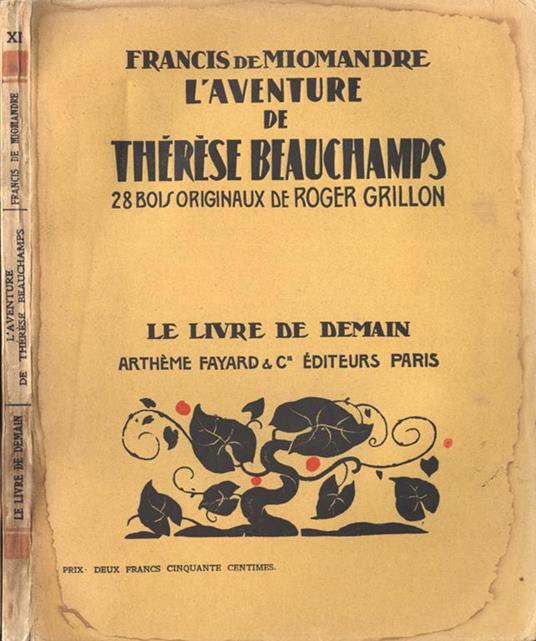 XI
FRANCIS DE MIOMANDRE
L'AVENTURE
DE THÉRÈSE BEAUCHAMPS
LE LIVRE DE DEMAIN
FRANCIS DE MIOMANDRE
L'AVENTURE
DE
THÉRÈSE BEAUCHAMPS
28 BOIS ORIGINAUX DE ROGER GRILLON
LE LIVRE DE DEMAIN
ARTHÈME FAYARD & Cie ÉDITEURS PARIS
PRIX: DEUX FRANCS CINQUANTE CENTIMES.